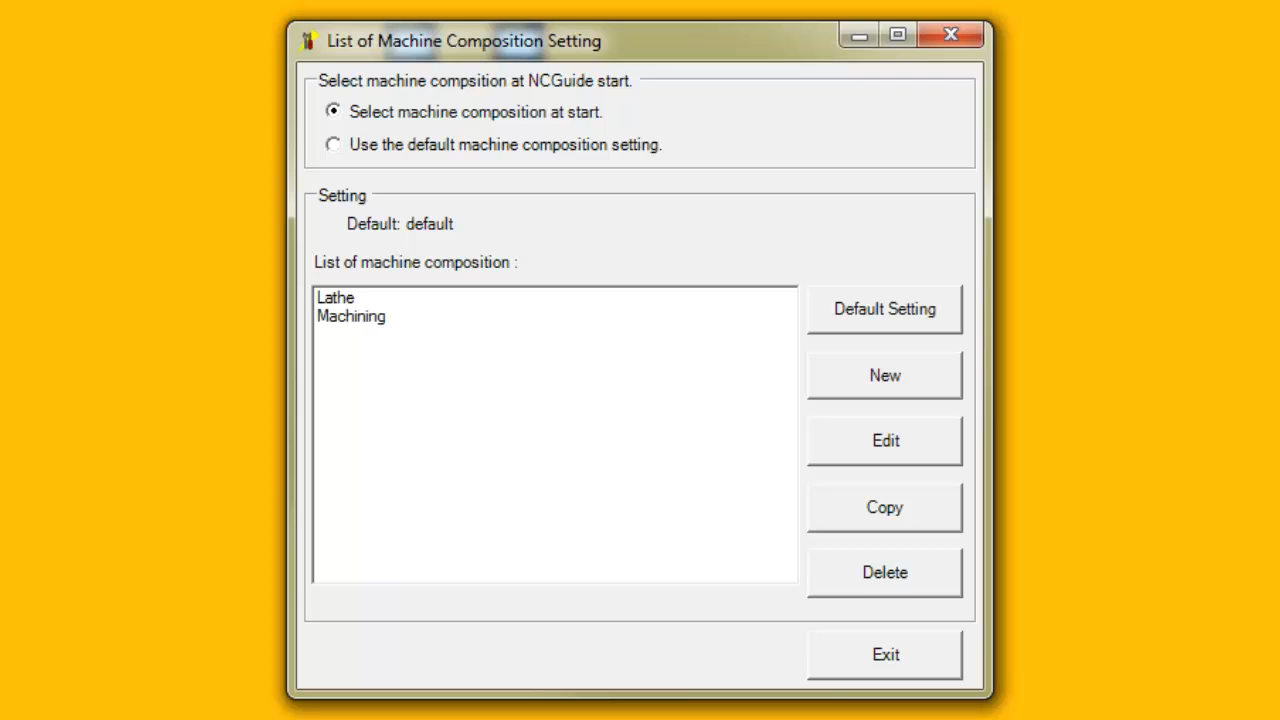 List of Machine Composition Setting
Select machine compsition at NCGuide start.
Select machine composition at start.
Use the default machine composition setting.
Setting
Default: default
List of machine composition :
Lathe
Machining
Default Setting
New
Edit
Copy
Delete
Exit